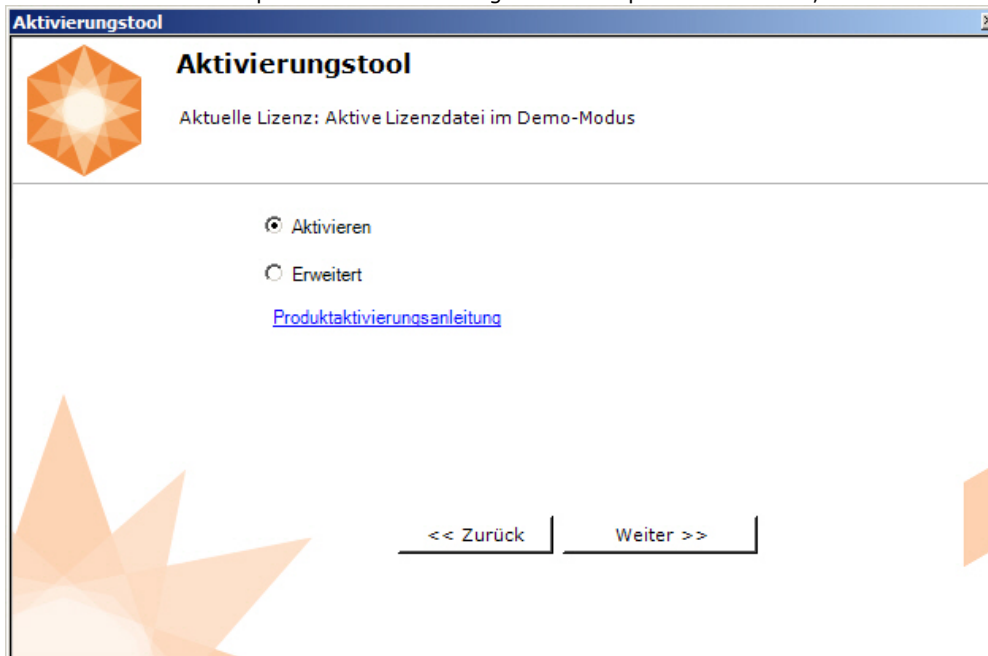 Aktivierungstool
Aktivierungstool
Aktuelle Lizenz: Aktive Lizenzdatei im Demo-Modus
Aktivieren
Erweitert
Produktaktivierungsanleitung
<< Zurück Weiter >>